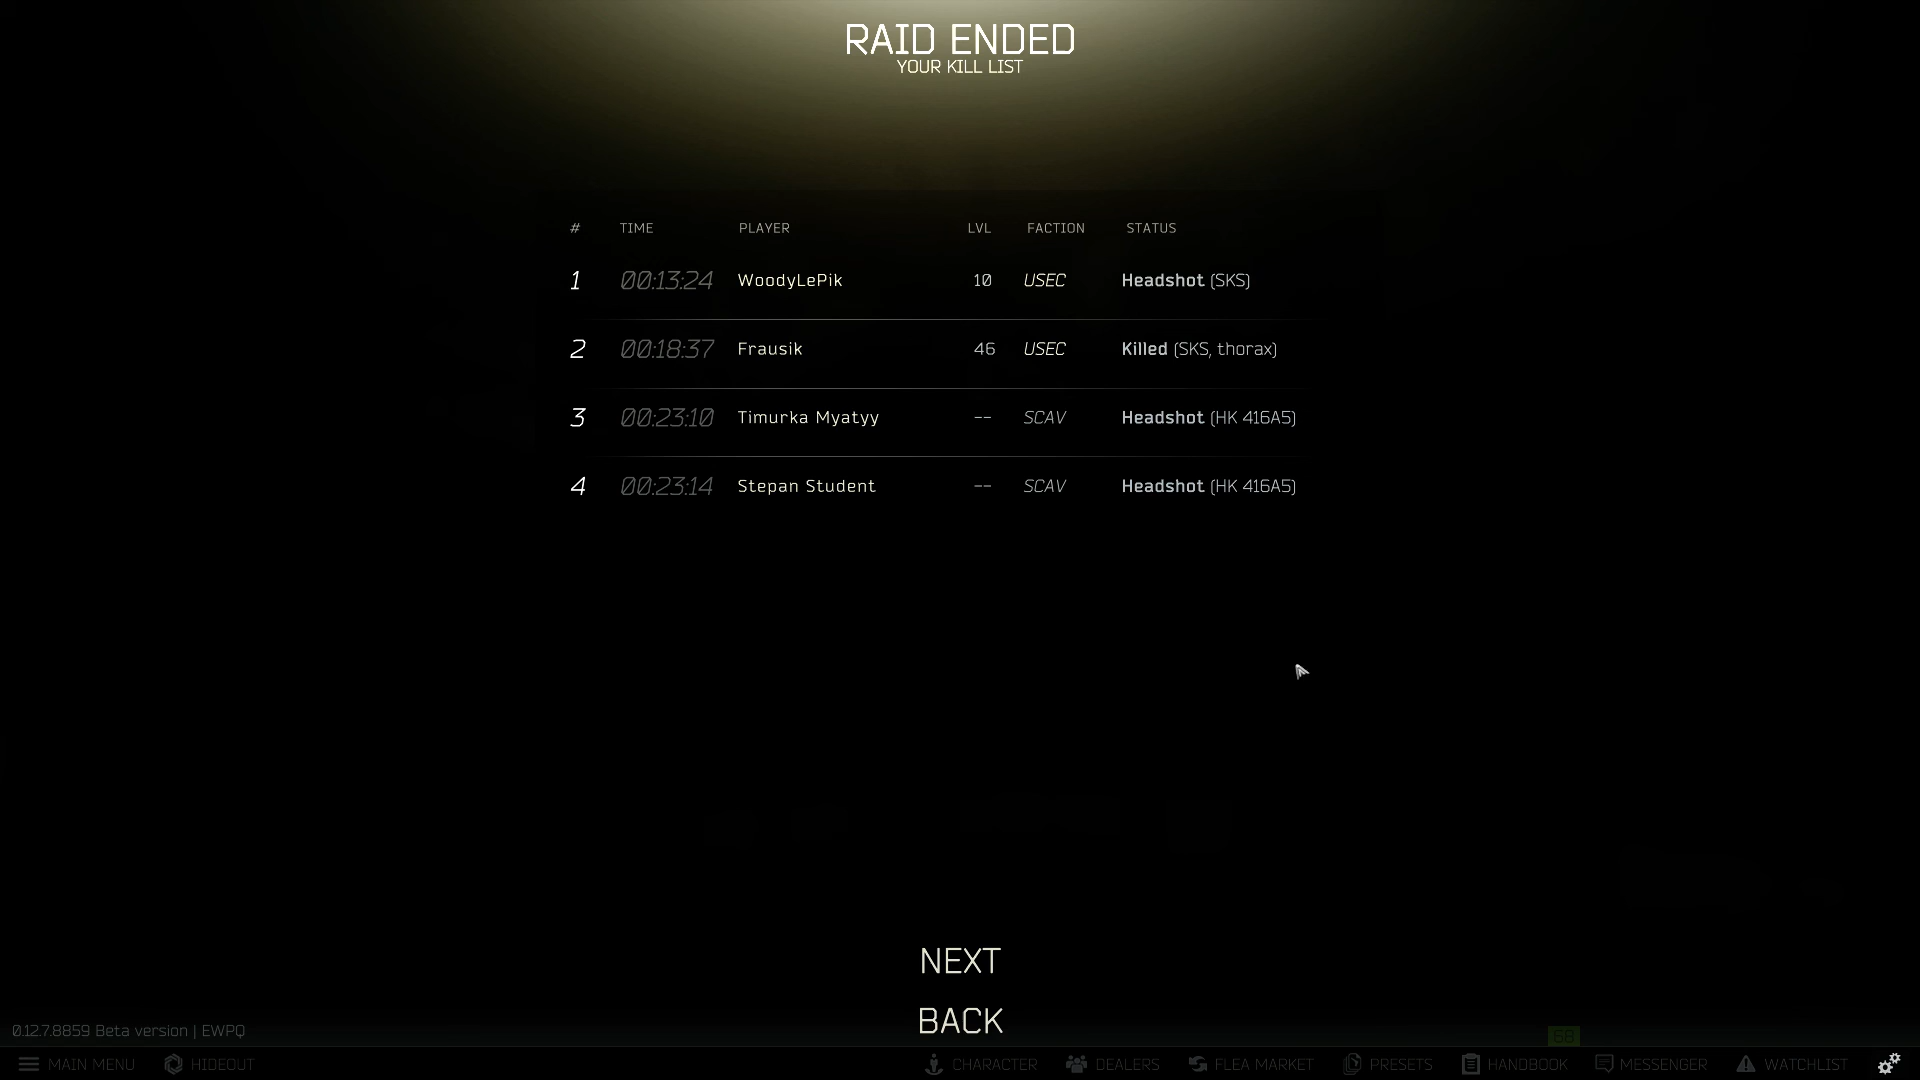 RAID ENDED
YOUR KILL LIST
# TIME PLAYER LVL FACTION STATUS
1 00:13:24 WoodyLePik 10 USEC Headshot (SKS)
2 00:18:37 Frausik 46 USEC Killed (SKS, thorax)
3 00:23:10 Timurka Myatyy -- SCAV Headshot (HK 416A5)
4 00:23:14 Stepan Student -- SCAV Headshot (HK 416A5)
NEXT
BACK
0.12.7.8859 Beta version | EWPQ
68
MAIN MENU HIDEOUT CHARACTER DEALERS FLEA MARKET PRESETS HANDBOOK MESSENGER WATCHLIST